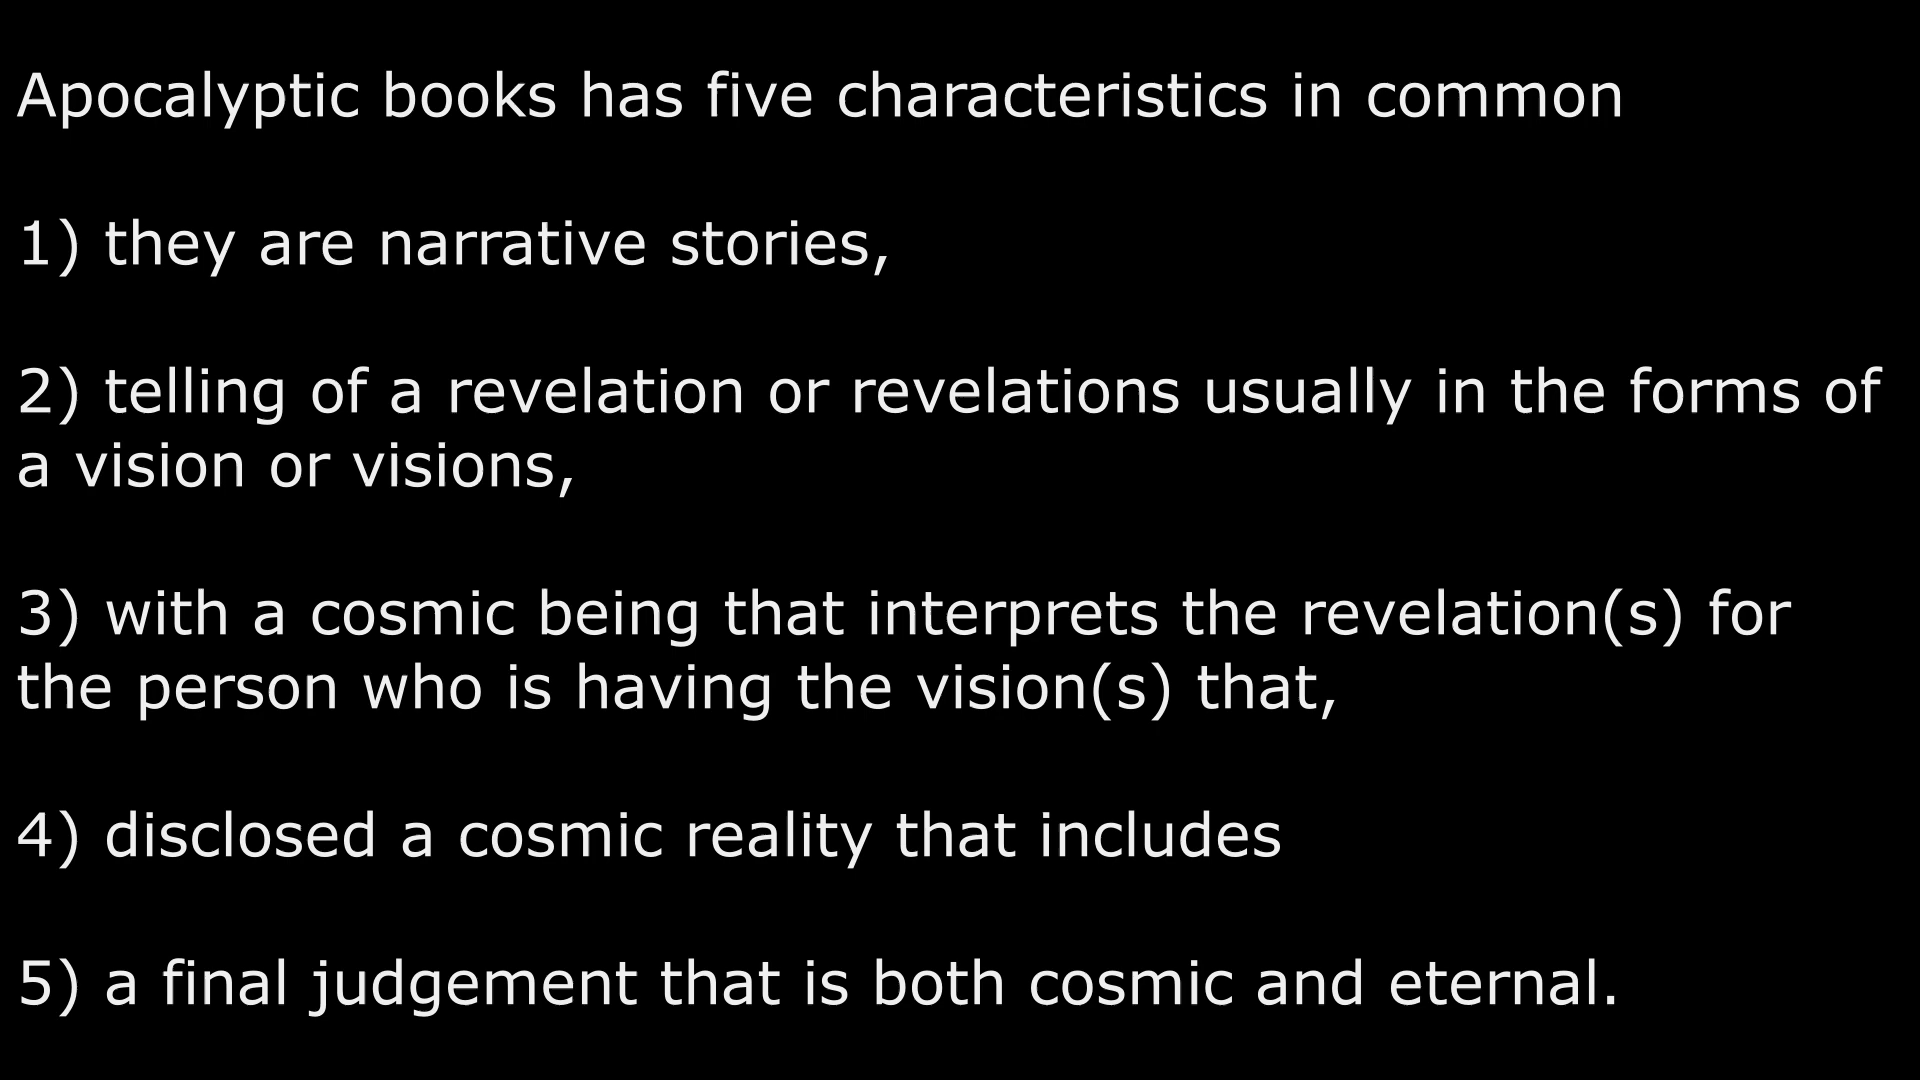 Apocalyptic books has five characteristics in common
1) they are narrative stories,
2) telling of a revelation or revelations usually in the forms of
a vision or visions,
3) with a cosmic being that interprets the revelation(s) for
the person who is having the vision(s) that,
4) disclosed a cosmic reality that includes
5) a final judgement that is both cosmic and eternal.